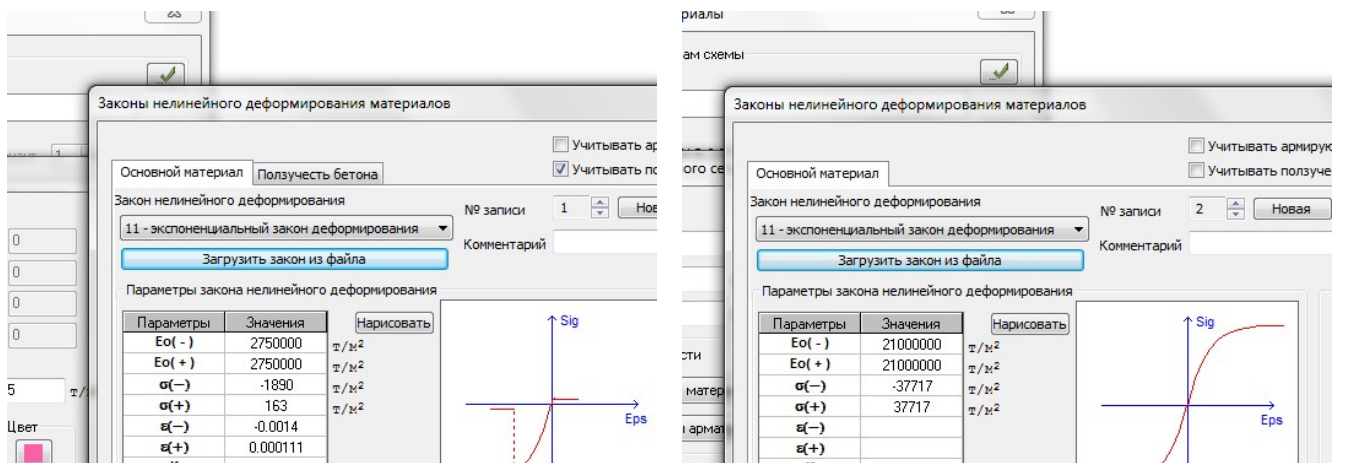 Законы нелинейного деформирования материалов
Учитывать
Основной материал Ползучесть бетона
Учитывать
Закон нелинейного деформирования
№ записи 1
11 - экспоненциальный закон деформирования
Комментарий
Загрузить закон из файла
0
0
0
0
5
Цвет
Параметры закона нелинейного деформирования
Параметры Значения Нарисовать
Eo( - ) 2750000 т/м²
Eo( + ) 2750000 т/м²
σ(−) -1890 т/м²
σ(+) 163 т/м²
ε(−) -0.0014
ε(+) 0.000111
Sig
Eps
риалы
ам схемы
Законы нелинейного деформирования материалов
Учитывать армирую
ого се
Основной материал
Учитывать ползуче
Закон нелинейного деформирования
№ записи 2 Новая
11 - экспоненциальный закон деформирования
Комментарий
Загрузить закон из файла
сти
матер
арма
Параметры закона нелинейного деформирования
Параметры Значения Нарисовать
Eo( - ) 21000000 т/м²
Eo( + ) 21000000 т/м²
σ(−) -37717 т/м²
σ(+) 37717 т/м²
ε(−)
ε(+)
Sig
Eps